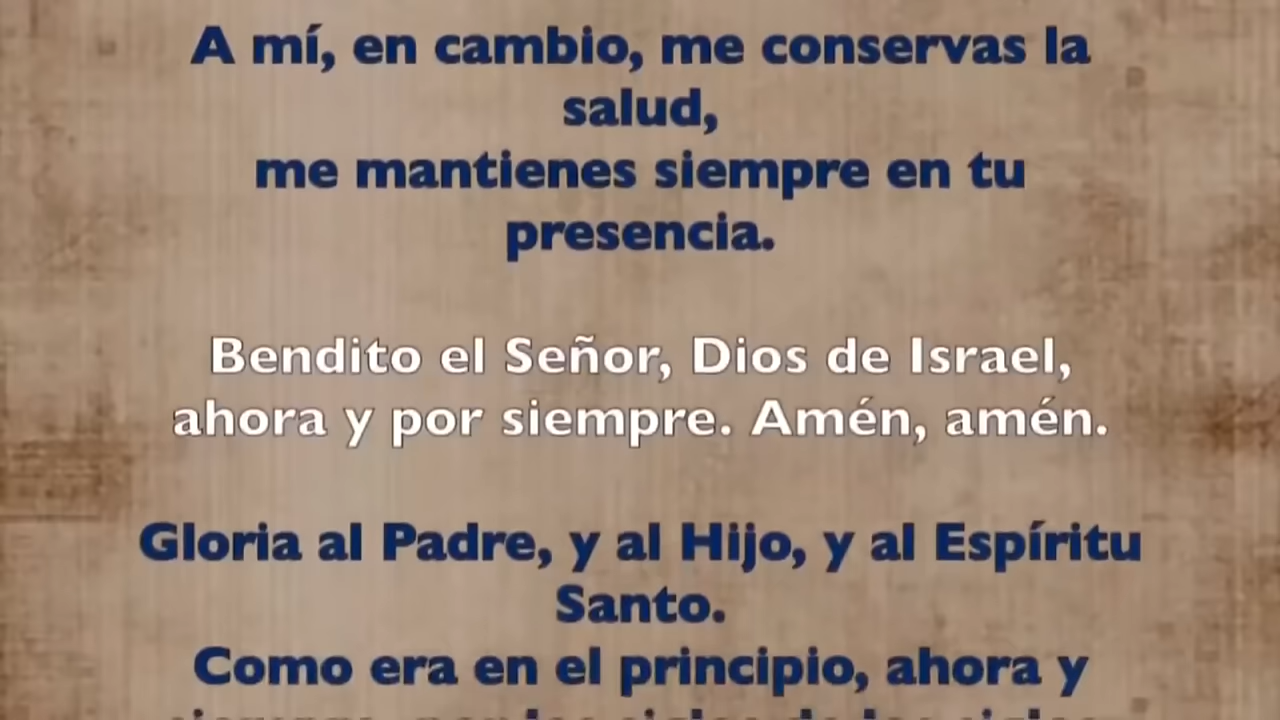 A mí, en cambio, me conservas la
salud,
me mantienes siempre en tu
presencia.
Bendito el Señor, Dios de Israel,
ahora y por siempre. Amén, amén.
Gloria al Padre, y al Hijo, y al Espíritu
Santo.
Como era en el principio, ahora y